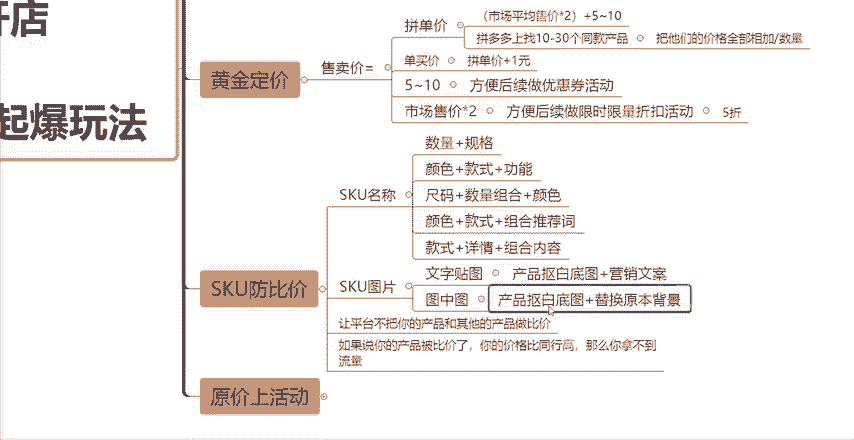 开店
起爆玩法
黄金定价
售卖价=
拼单价
(市场平均售价*2)+5~10
拼多多上找10-30个同款产品
把他们的价格全部相加/数量
单买价
拼单价+1元
5~10
方便后续做优惠券活动
市场售价*2
方便后续做限时限量折扣活动
5折
SKU防比价
SKU名称
数量+规格
颜色+款式+功能
尺码+数量组合+颜色
颜色+款式+组合推荐词
款式+详情+组合内容
SKU图片
文字贴图
产品抠白底图+营销文案
图中图
产品抠白底图+替换原本背景
让平台不把你的产品和其他的产品做比价
如果说你的产品被比价了，你的价格比同行高，那么你拿不到
流量
原价上活动